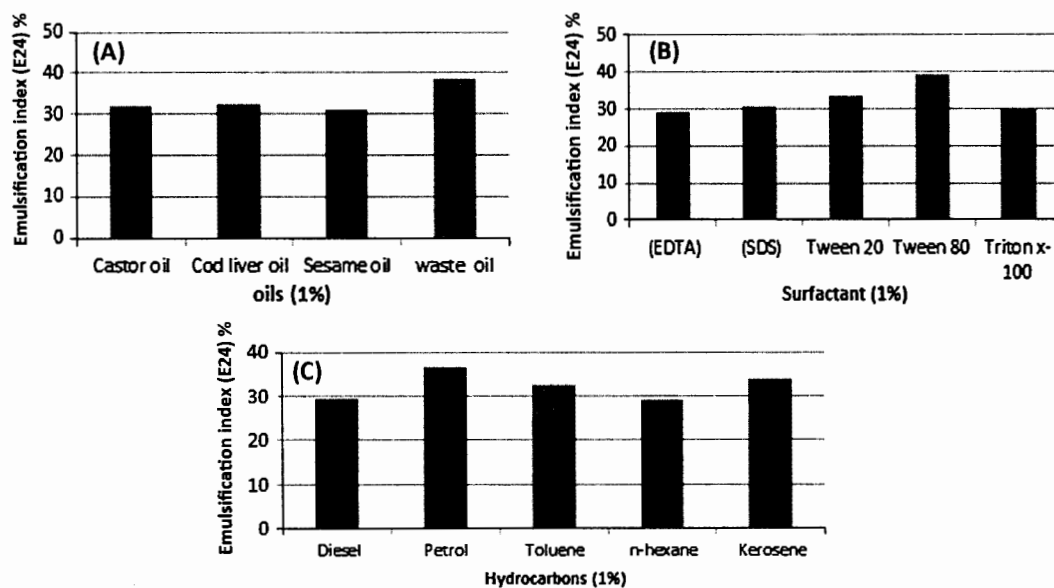 (A)
Emulsification index (E24) %
50
40
30
20
10
0
Castor oil Cod liver oil Sesame oil waste oil
oils (1%)
(B)
Emulsification index (E24) %
50
40
30
20
10
0
(EDTA) (SDS) Tween 20 Tween 80 Triton x-
100
Surfactant (1%)
(C)
Emulsification index (E24) %
40
30
20
10
0
Diesel Petrol Toluene n-hexane Kerosene
Hydrocarbons (1%)